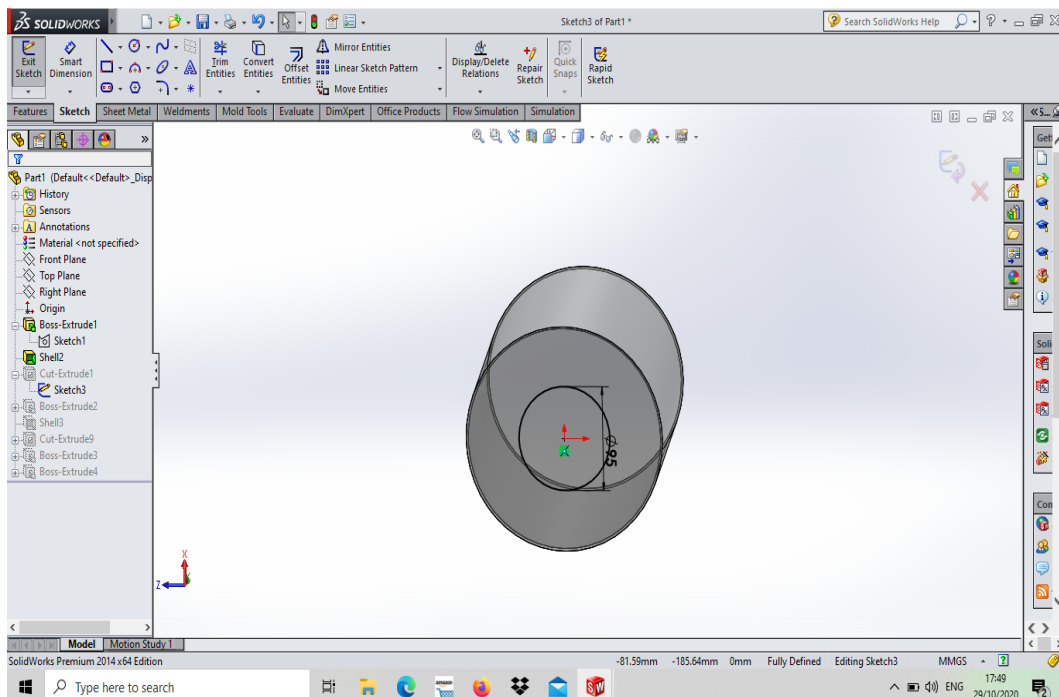 SOLIDWORKS
Sketch3 of Part1 *
Search SolidWorks Help
Exit Sketch
Smart Dimension
Trim Entities
Convert Entities
Offset Entities
Mirror Entities
Linear Sketch Pattern
Move Entities
Display/Delete Relations
Repair Sketch
Quick Snaps
Rapid Sketch
Features Sketch Sheet Metal Weldments Mold Tools Evaluate DimXpert Office Products Flow Simulation Simulation
Part1 (Default<<Default>_Disp
History
Sensors
Annotations
Material <not specified>
Front Plane
Top Plane
Right Plane
Origin
Boss-Extrude1
Sketch1
Shell2
Cut-Extrude1
Sketch3
Boss-Extrude2
Shell3
Cut-Extrude9
Boss-Extrude3
Boss-Extrude4
Ø95
X
Z
S...
Get
Soli
Con
Model Motion Study 1
SolidWorks Premium 2014 x64 Edition
-81.59mm -185.64mm 0mm Fully Defined Editing Sketch3 MMGS
Type here to search
amazon
ENG
17:49
29/10/2020